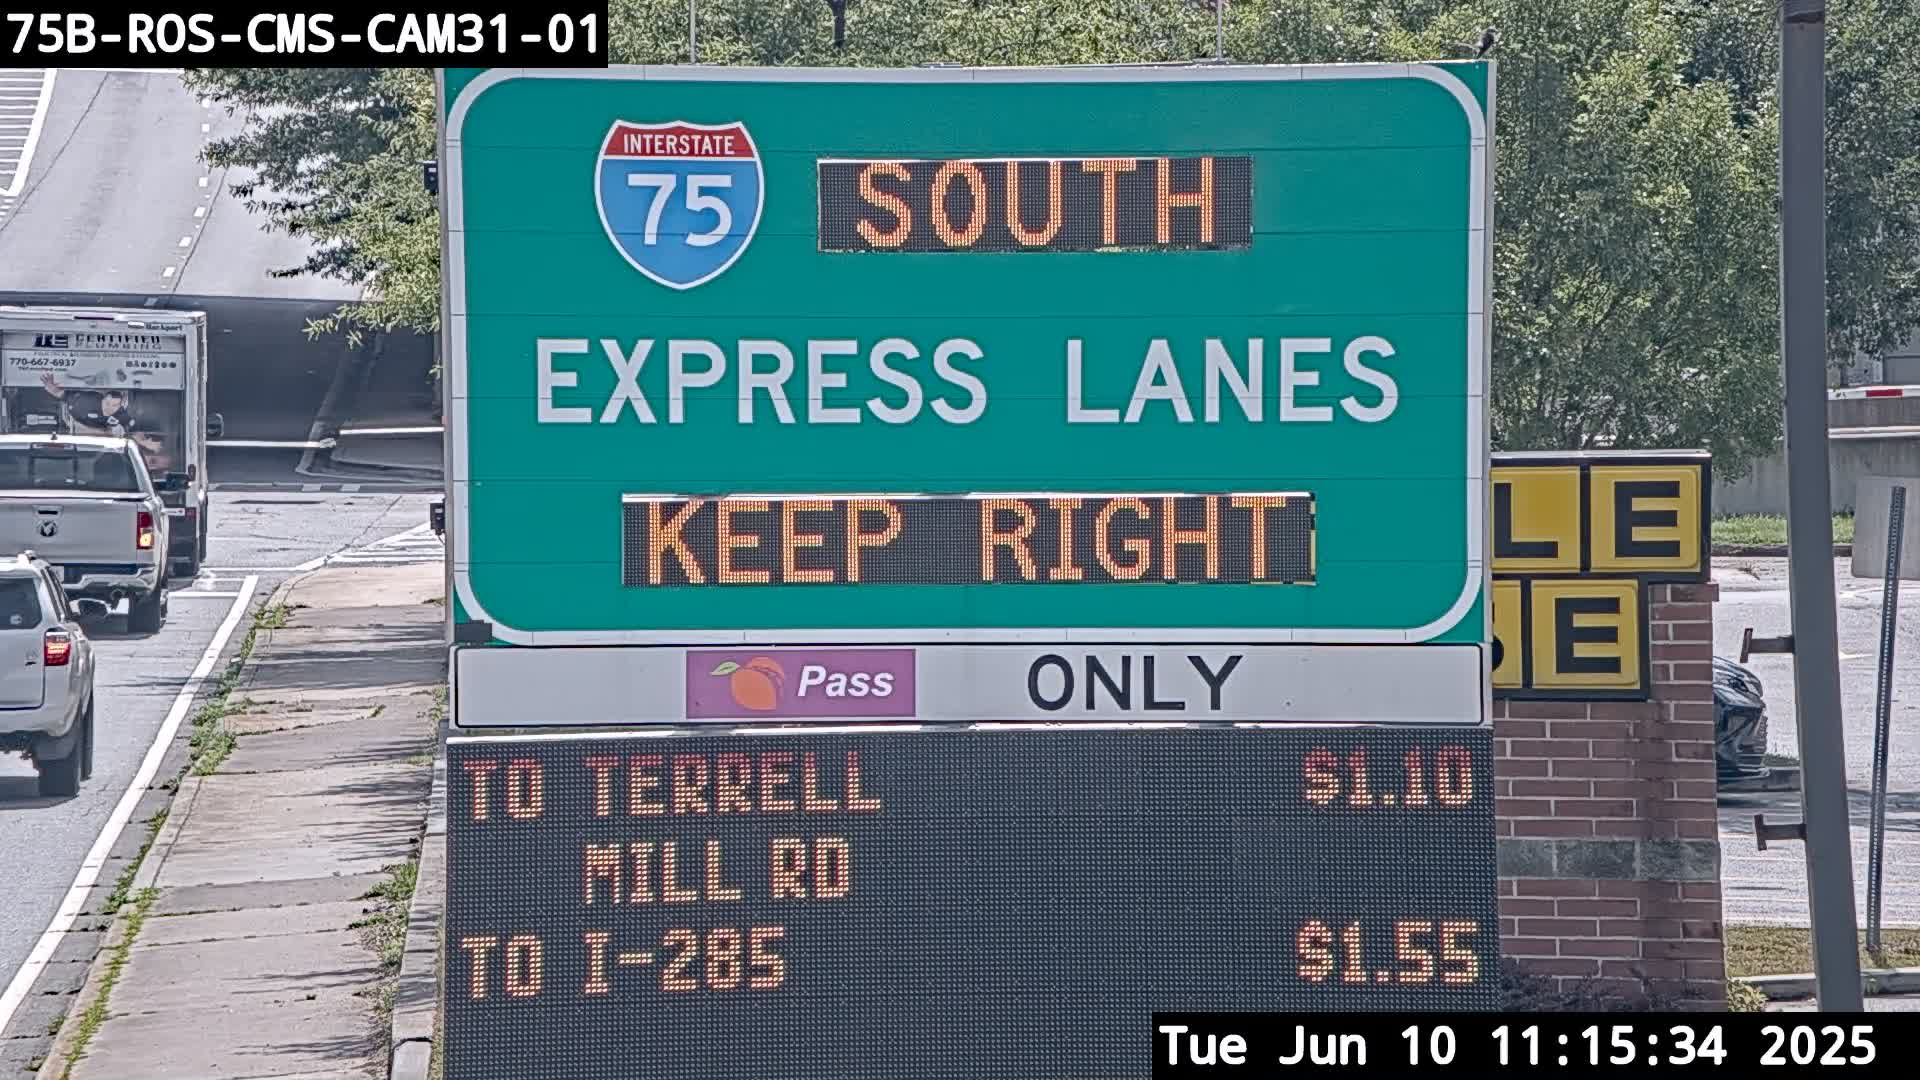 75B-ROS-CMS-CAM31-01
INTERSTATE
75
SOUTH
EXPRESS LANES
KEEP RIGHT
Pass ONLY
TO TERRELL $1.10
MILL RD
TO I-285 $1.55
CERTIFIED
PLUMBING
770-667-6937
LE
E
Tue Jun 10 11:15:34 2025